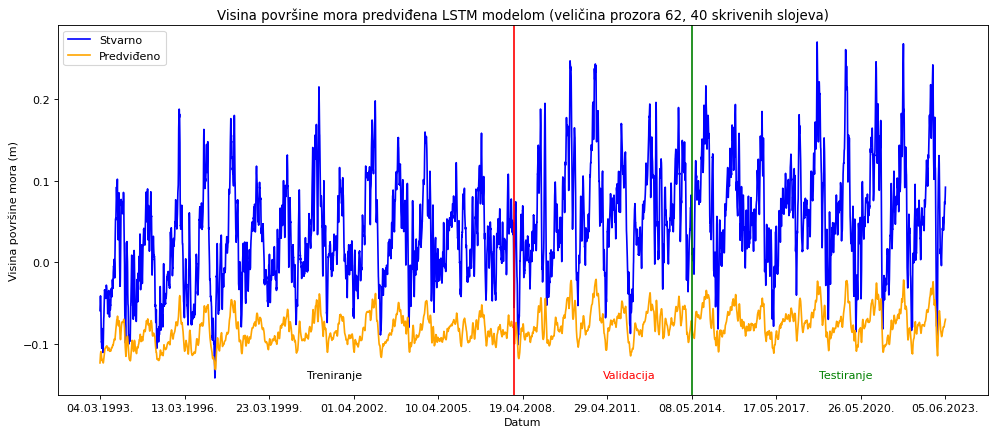 Visina površine mora predviđena LSTM modelom (veličina prozora 62, 40 skrivenih slojeva)
Stvarno
Predviđeno
Visina površine mora (m)
0.2
0.1
0.0
−0.1
Treniranje
Validacija
Testiranje
04.03.1993.
13.03.1996.
23.03.1999.
01.04.2002.
10.04.2005.
19.04.2008.
29.04.2011.
08.05.2014.
17.05.2017.
26.05.2020.
05.06.2023.
Datum